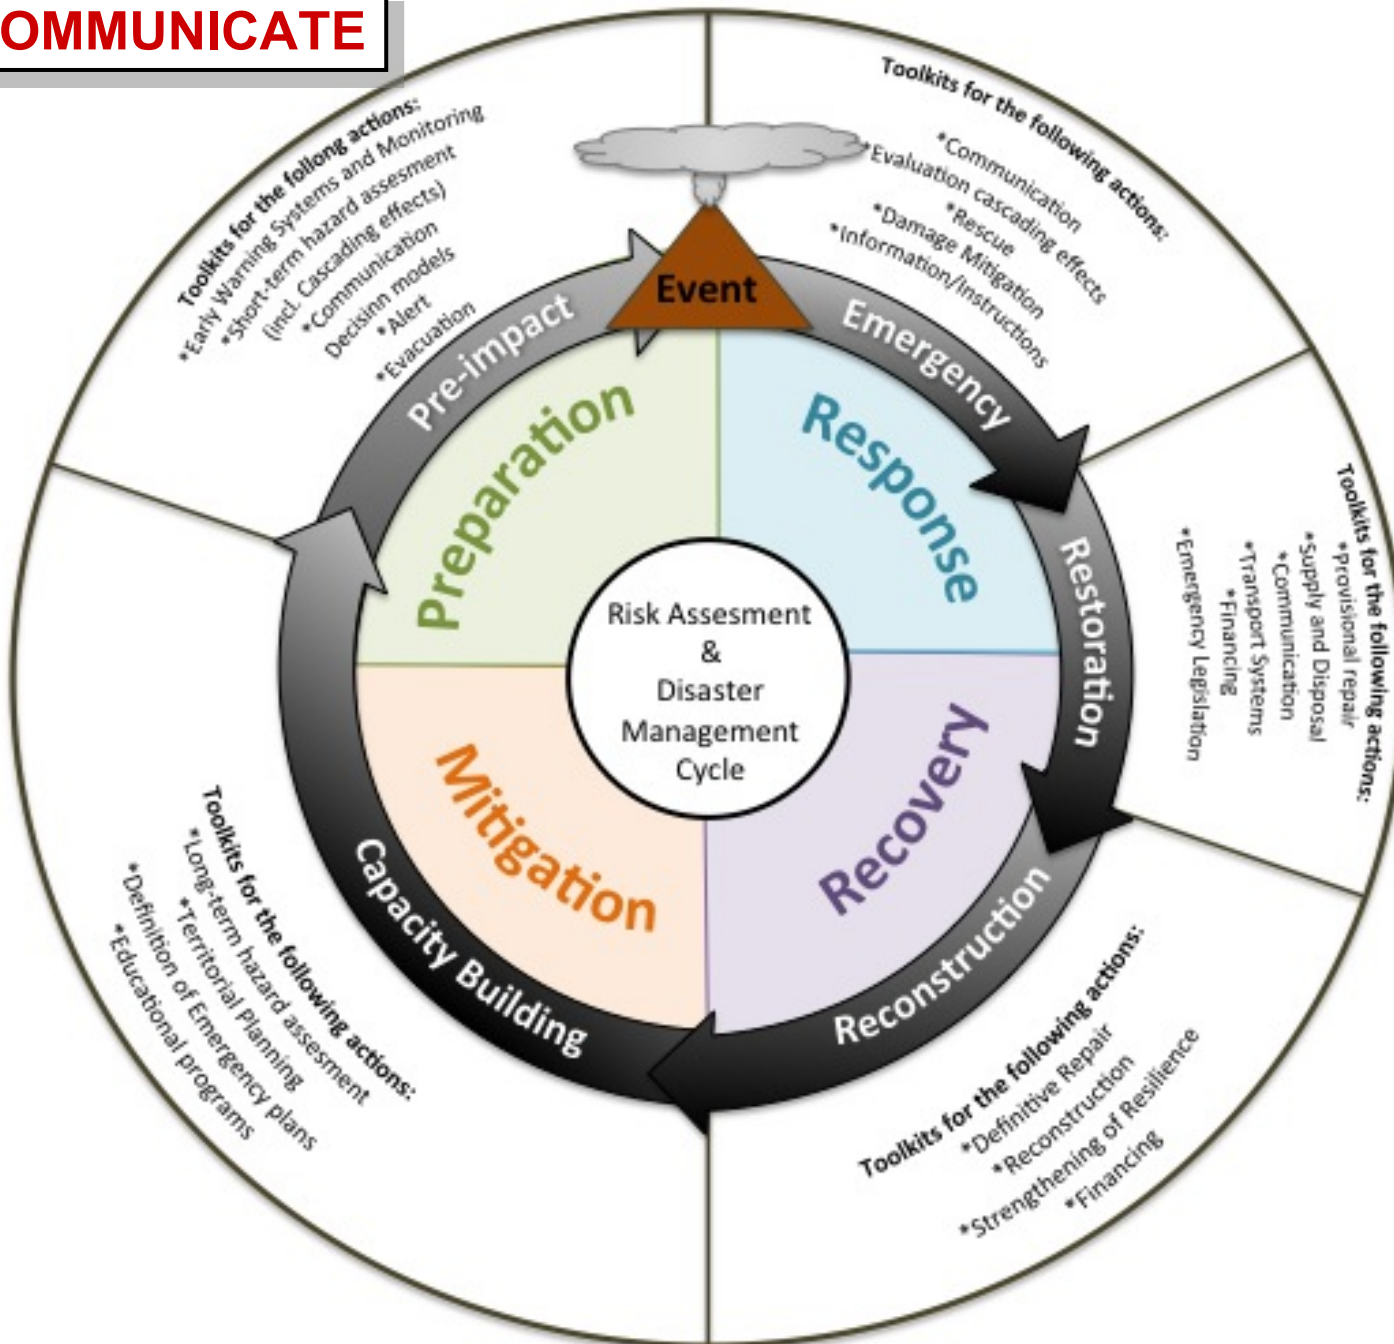 OMMUNICATE
Toolkits for the follong actions:
*Early Warning Systems and Monitoring
*Short-term hazard assesment
(incl. Cascading effects)
*Communication
Decisinn models
*Alert
*Evacuation
Toolkits for the following actions:
*Communication
*Evaluation cascading effects
*Rescue
*Damage Mitigation
*Information/Instructions
Event
Pre-impact
Emergency
Preparation
Response
Restoration
Toolkits for the following actions:
*Provisional repair
*Supply and Disposal
*Communication
*Transport Systems
*Financing
*Emergency Legislation
Risk Assesment
&
Disaster
Management
Cycle
Mitigation
Recovery
Capacity Building
Reconstruction
Toolkits for the following actions:
*Long-term hazard assessment
*Territorial Planning
*Definition of Emergency plans
*Educational programs
Toolkits for the following actions:
*Definitive Repair
*Reconstruction
*Strengthening of Resilience
*Financing